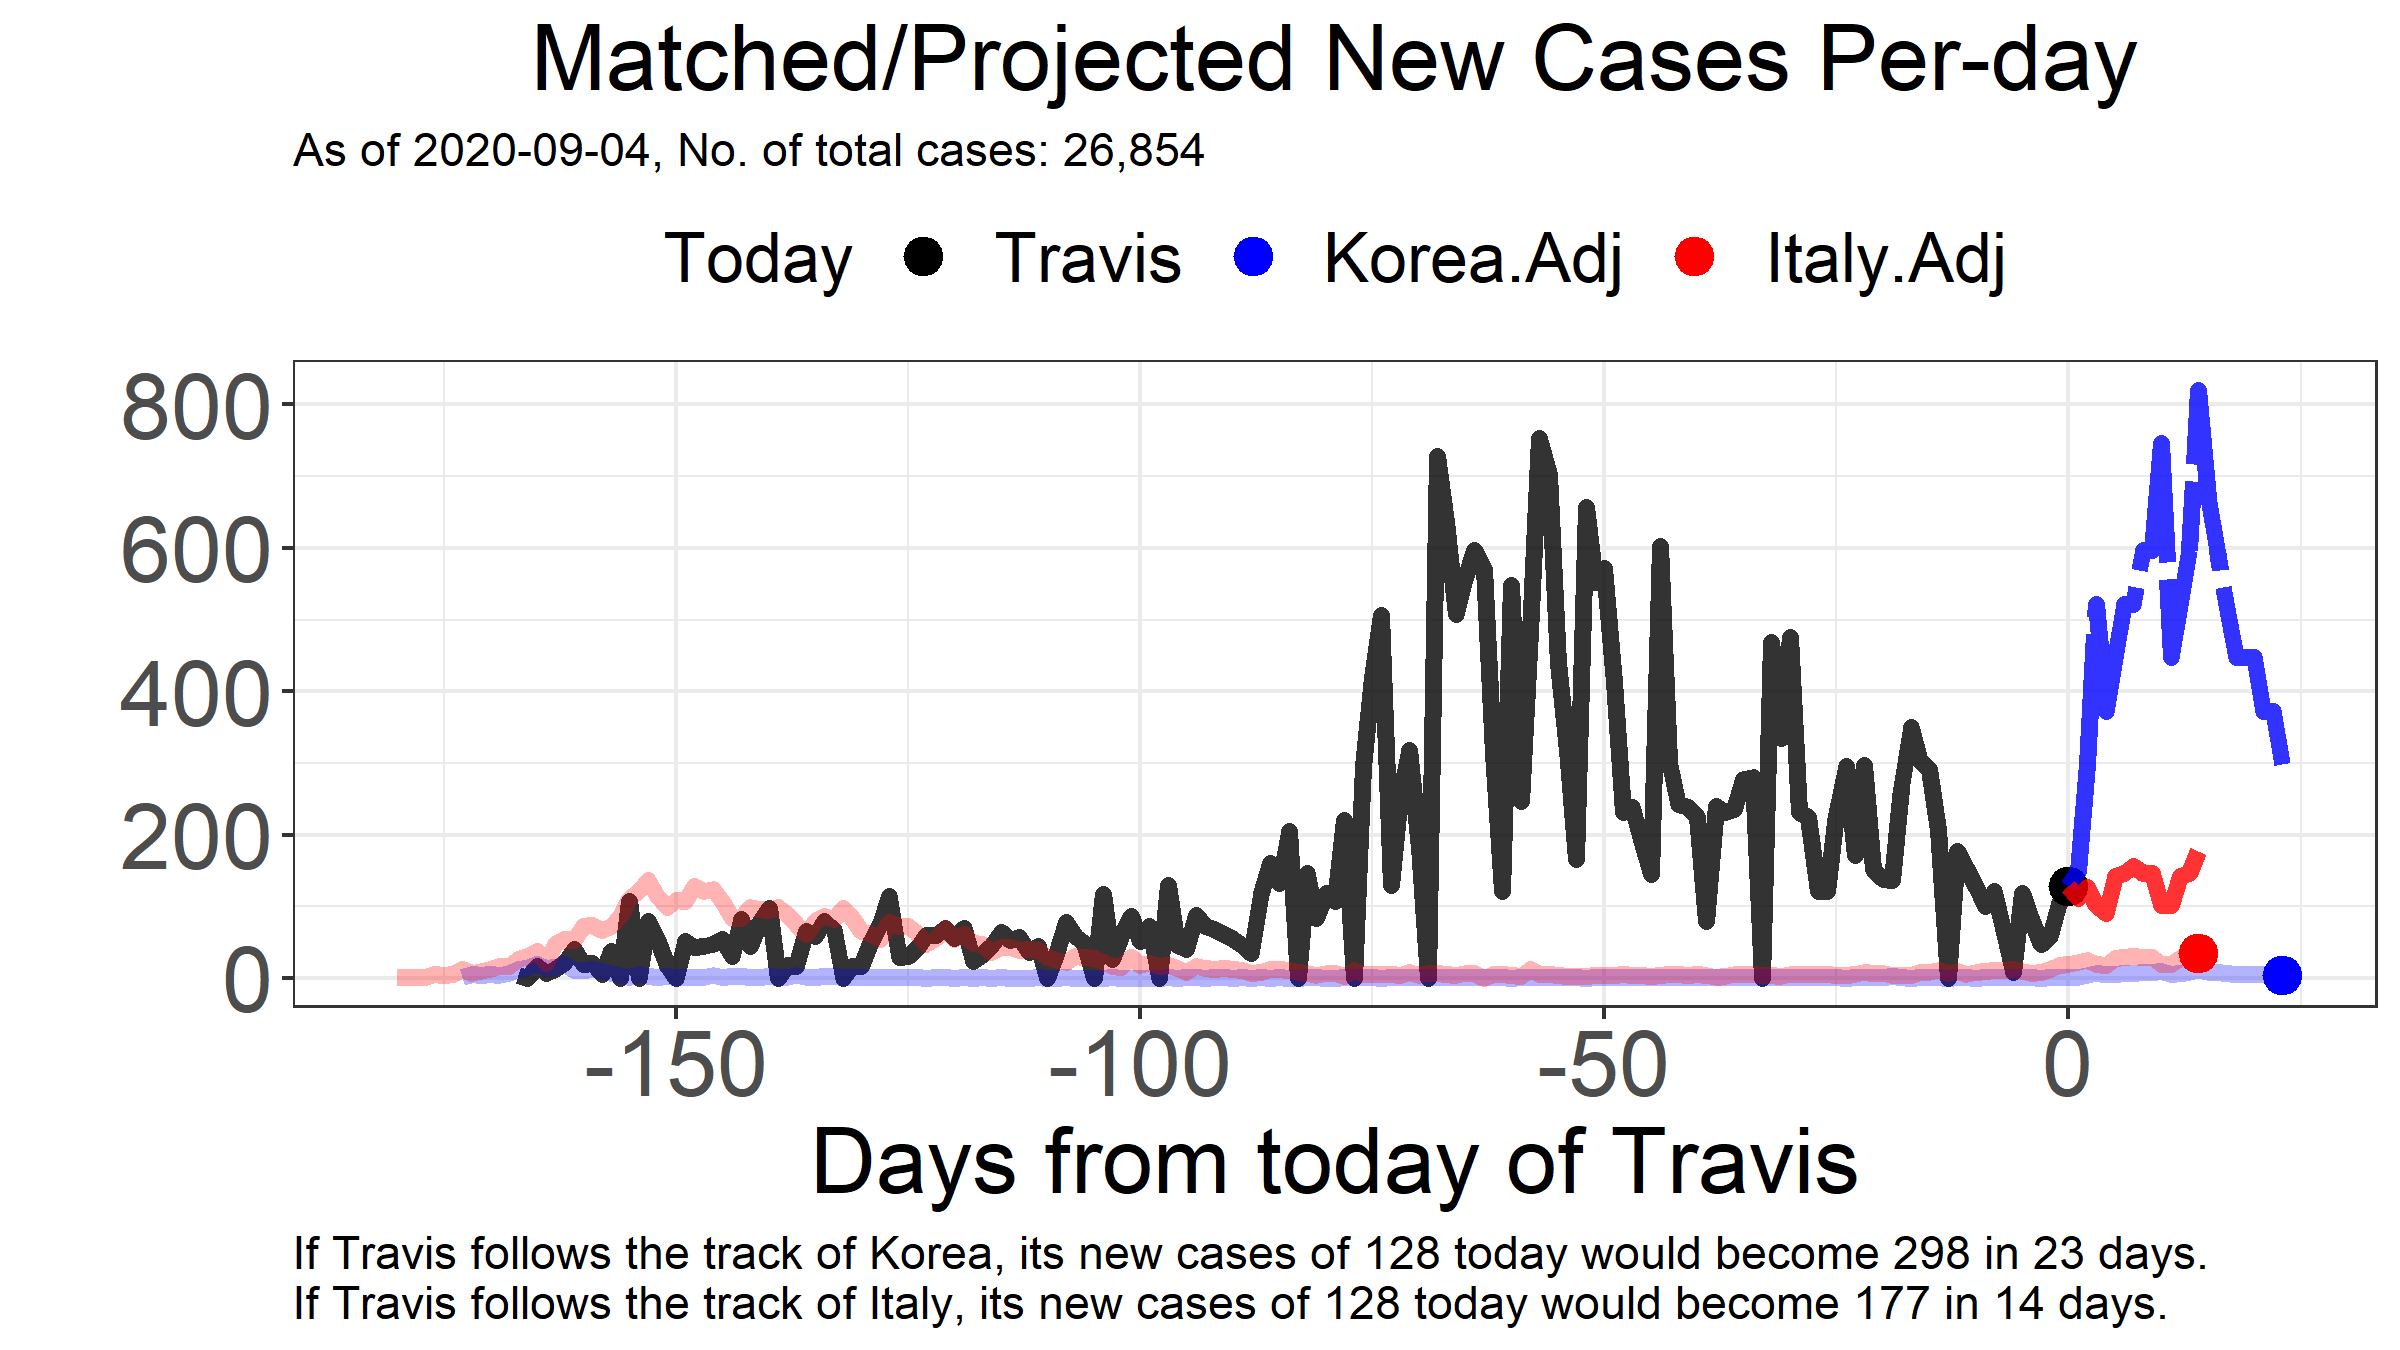 Matched/Projected New Cases Per-day
As of 2020-09-04, No. of total cases: 26,854
Today Travis Korea.Adj Italy.Adj
800
600
400
200
0
-150 -100 -50 0
Days from today of Travis
If Travis follows the track of Korea, its new cases of 128 today would become 298 in 23 days.
If Travis follows the track of Italy, its new cases of 128 today would become 177 in 14 days.